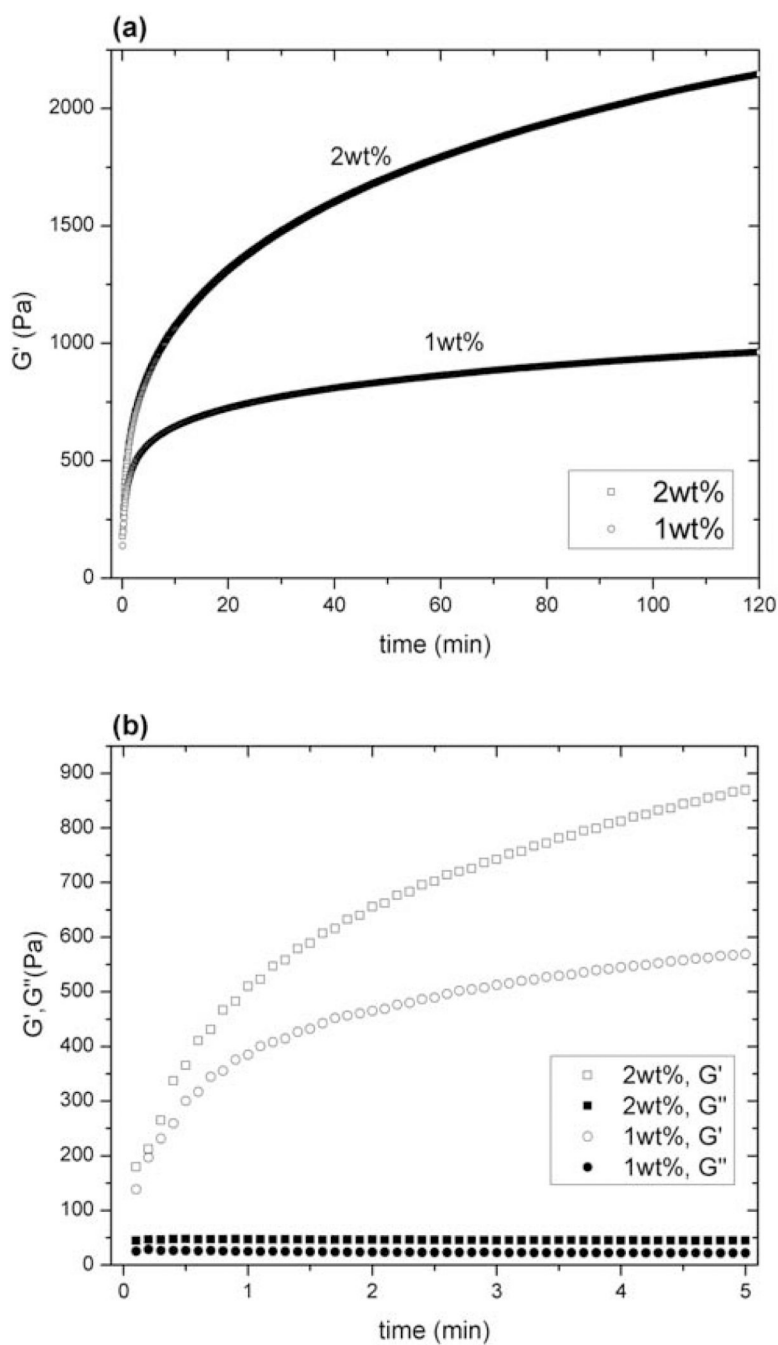 (a)
2000
1500
1000
500
0
G' (Pa)
2wt%
1wt%
2wt%
1wt%
0 20 40 60 80 100 120
time (min)
(b)
900
800
700
600
500
400
300
200
100
0
G',G''(Pa)
2wt%, G'
2wt%, G''
1wt%, G'
1wt%, G''
0 1 2 3 4 5
time (min)